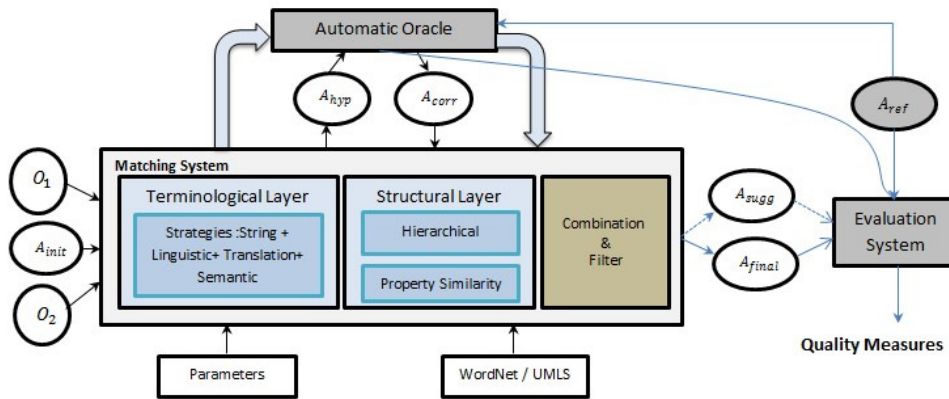 Automatic Oracle
A_hyp
A_corr
A_ref
Matching System
O_1
A_init
O_2
Terminological Layer
Strategies :String +
Linguistic+ Translation+
Semantic
Structural Layer
Hierarchical
Property Similarity
Combination
&
Filter
A_sugg
A_final
Evaluation
System
Quality Measures
Parameters
WordNet / UMLS